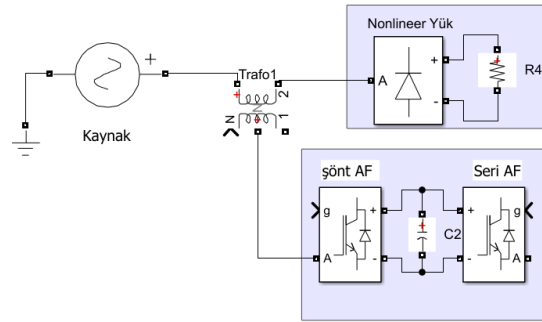 Nonlineer Yük
+
-
A
R4
+
Trafo1
+
2
N
+
1
Kaynak
şönt AF
Seri AF
g
+
A
-
+
C2
+
-
g
A